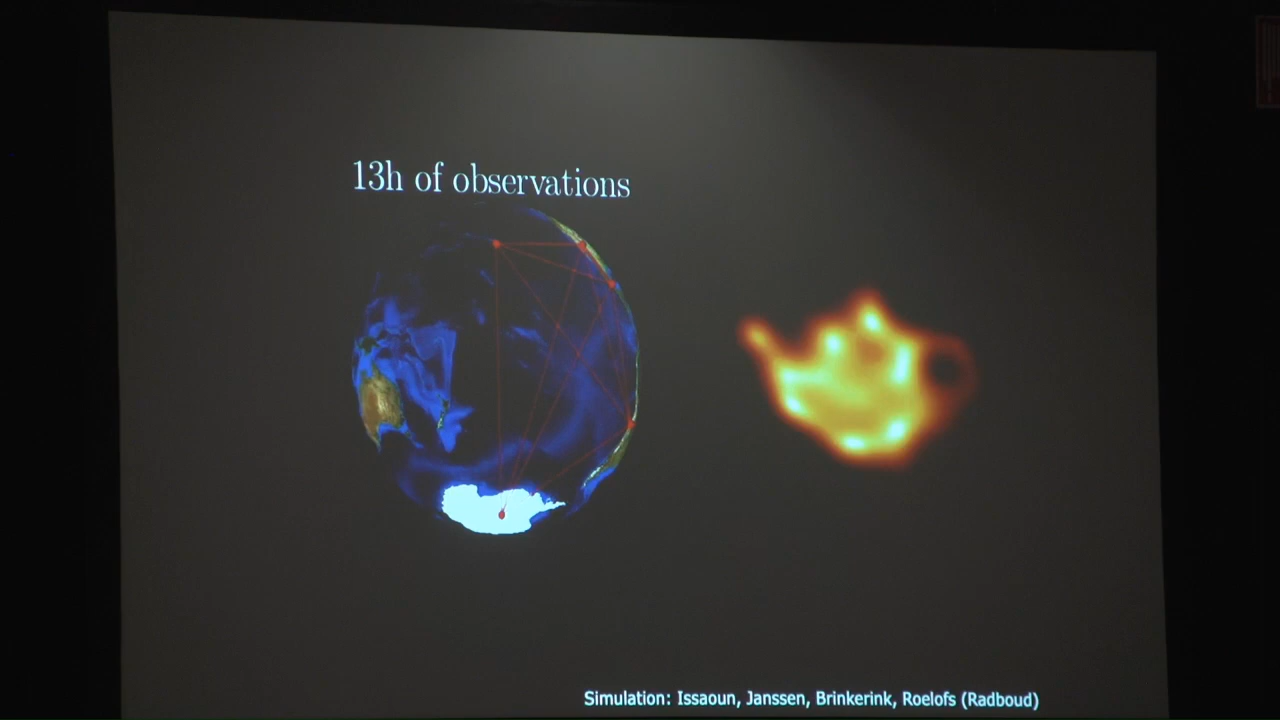 13h of observations
Simulation: Issaoun, Janssen, Brinkerink, Roelofs (Radboud)